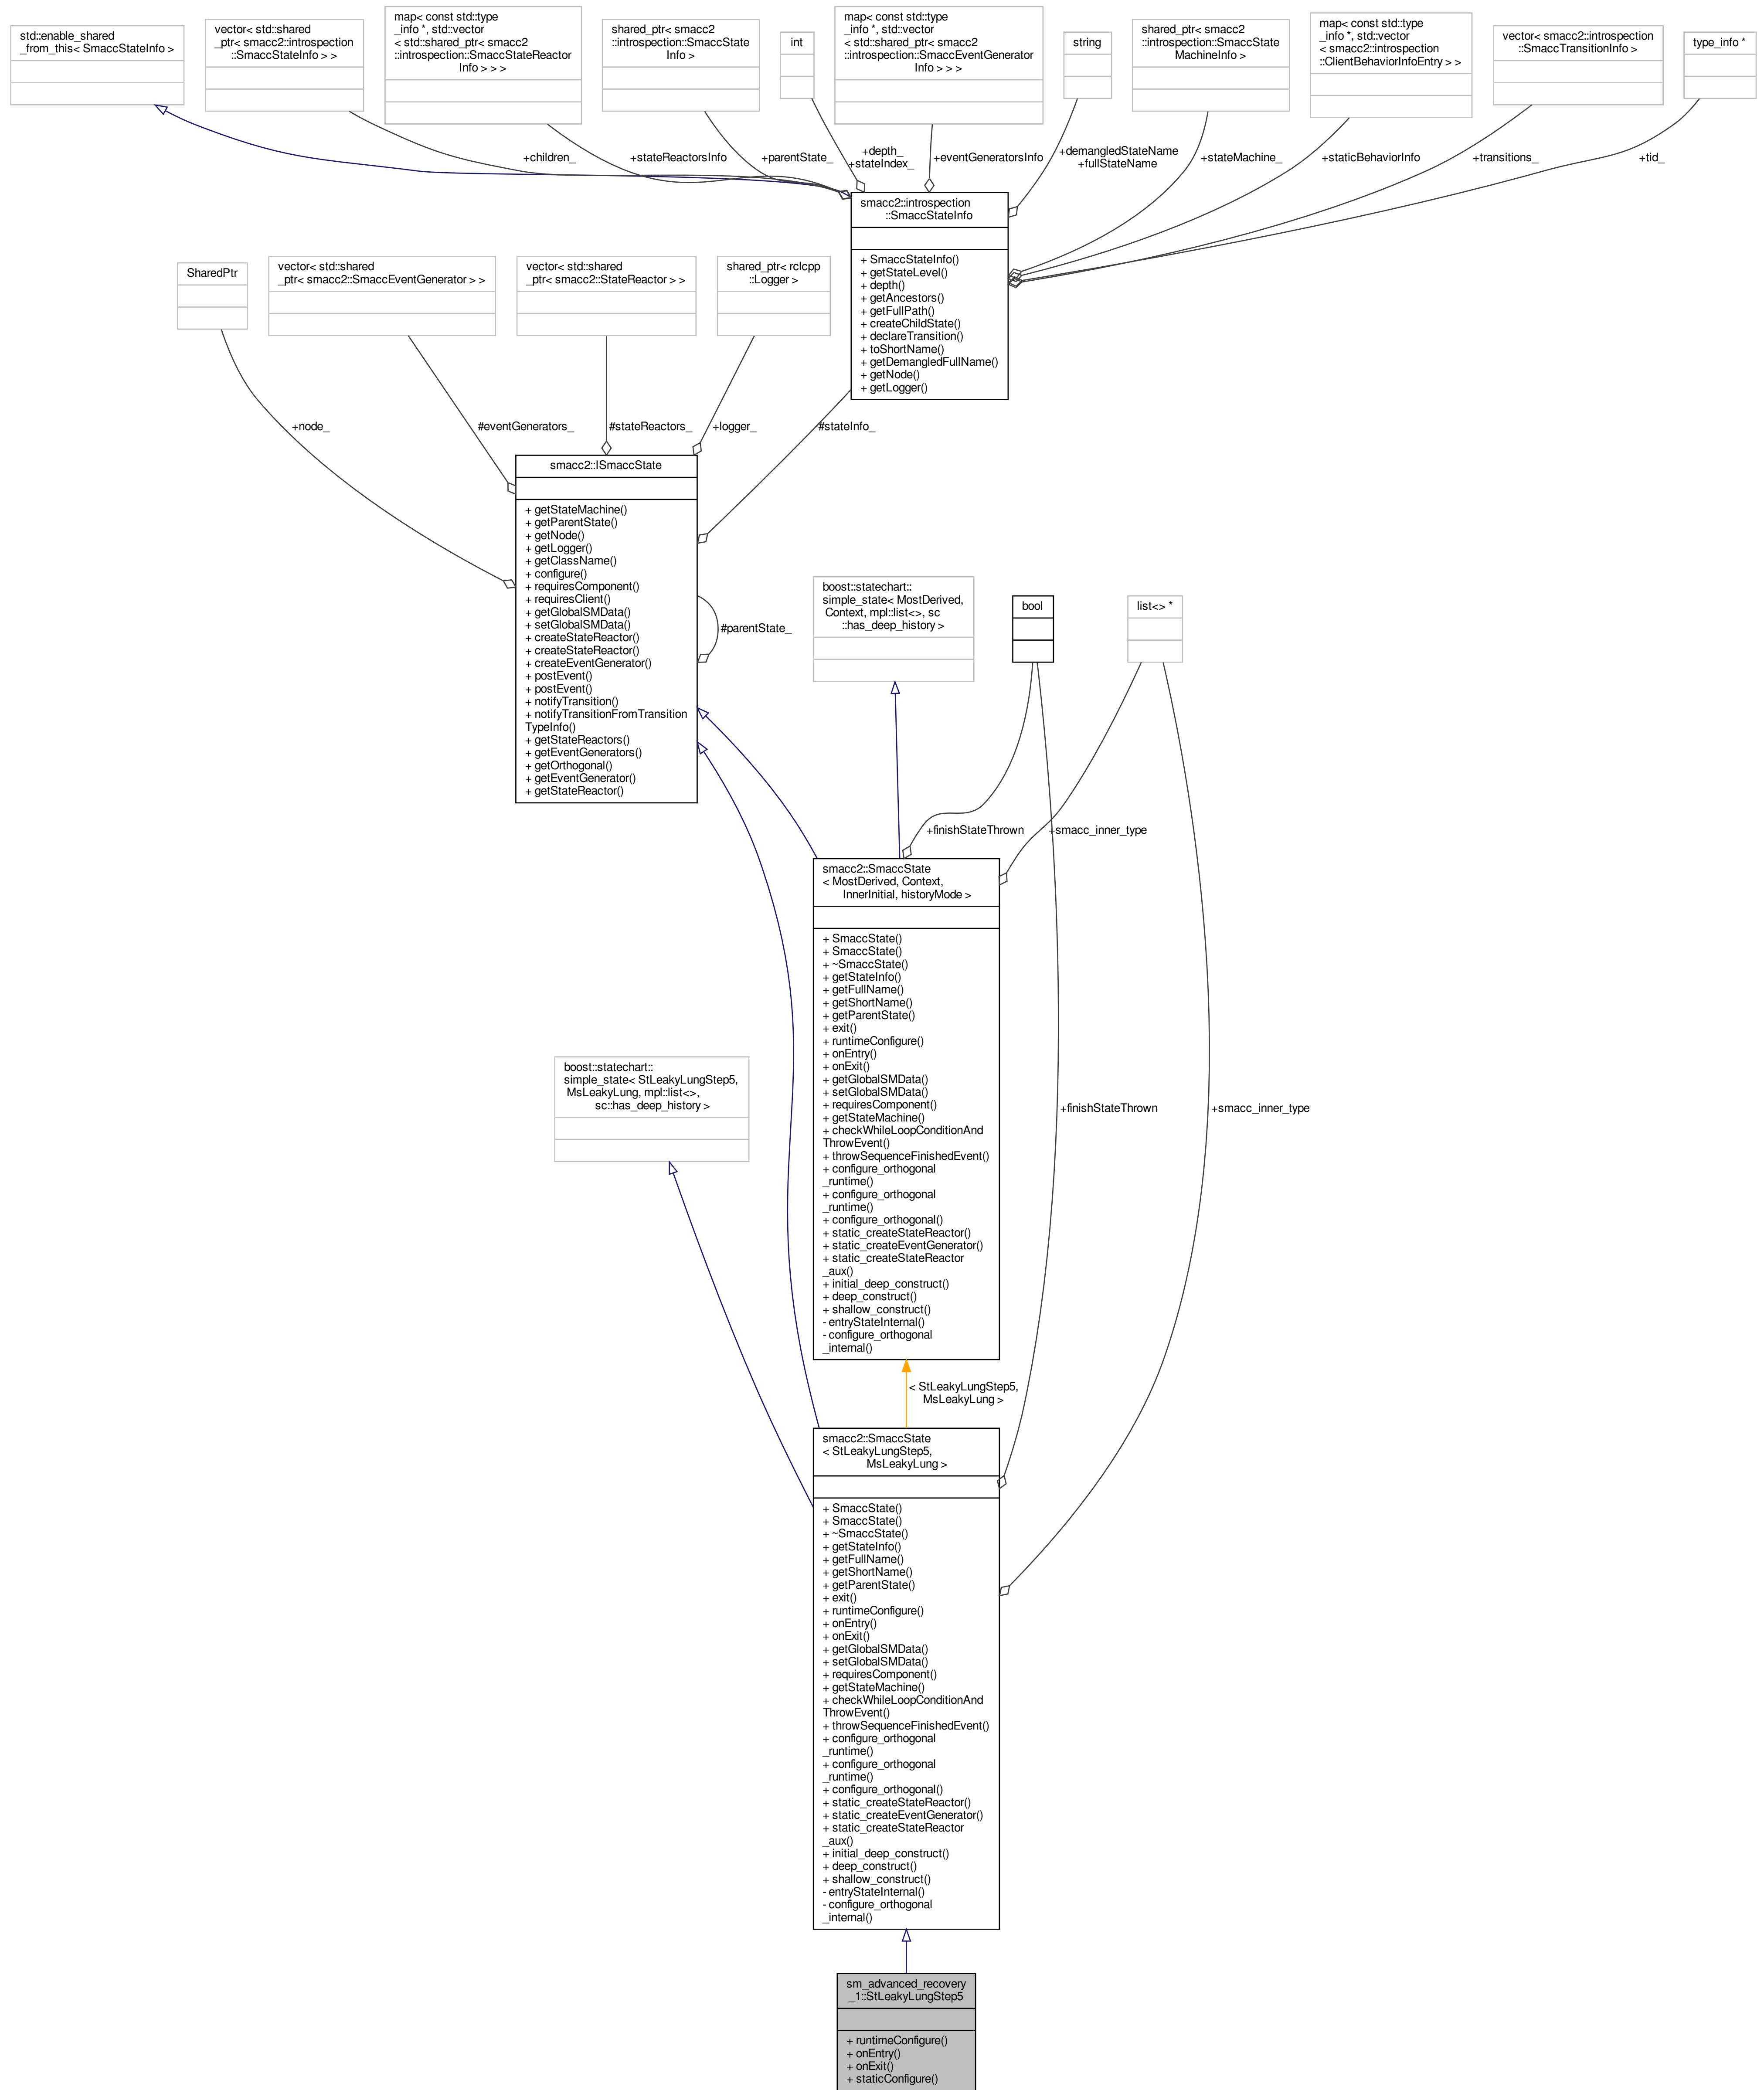 std::enable_shared
_from_this< SmaccStateInfo >
vector< std::shared
_ptr< smacc2::introspection
::SmaccStateInfo > >
map< const std::type
_info *, std::vector
< std::shared_ptr< smacc2
::introspection::SmaccStateReactor
Info > > >
shared_ptr< smacc2
::introspection::SmaccState
Info >
int
map< const std::type
_info *, std::vector
< std::shared_ptr< smacc2
::introspection::SmaccEventGenerator
Info > > >
string
shared_ptr< smacc2
::introspection::SmaccState
MachineInfo >
map< const std::type
_info *, std::vector
< smacc2::introspection
::ClientBehaviorInfoEntry > >
vector< smacc2::introspection
::SmaccTransitionInfo >
type_info *
+children_
+stateReactorsInfo
+parentState_
+depth_
+stateIndex_
+eventGeneratorsInfo
+demangledStateName
+fullStateName
+stateMachine_
+staticBehaviorInfo
+transitions_
+tid_
smacc2::introspection
::SmaccStateInfo
+ SmaccStateInfo()
+ getStateLevel()
+ depth()
+ getAncestors()
+ getFullPath()
+ createChildState()
+ declareTransition()
+ toShortName()
+ getDemangledFullName()
+ getNode()
+ getLogger()
SharedPtr
vector< std::shared
_ptr< smacc2::SmaccEventGenerator > >
vector< std::shared
_ptr< smacc2::StateReactor > >
shared_ptr< rclcpp
::Logger >
+node_
#eventGenerators_
#stateReactors_
+logger_
#stateInfo_
smacc2::ISmaccState
+ getStateMachine()
+ getParentState()
+ getNode()
+ getLogger()
+ getClassName()
+ configure()
+ requiresComponent()
+ requiresClient()
+ getGlobalSMData()
+ setGlobalSMData()
+ createStateReactor()
+ createStateReactor()
+ createEventGenerator()
+ postEvent()
+ postEvent()
+ notifyTransition()
+ notifyTransitionFromTransition
TypeInfo()
+ getStateReactors()
+ getEventGenerators()
+ getOrthogonal()
+ getEventGenerator()
+ getStateReactor()
#parentState_
boost::statechart::
simple_state< MostDerived,
Context, mpl::list<>, sc
::has_deep_history >
bool
list<> *
+finishStateThrown
+smacc_inner_type
smacc2::SmaccState
< MostDerived, Context,
InnerInitial, historyMode >
+ SmaccState()
+ SmaccState()
+ ~SmaccState()
+ getStateInfo()
+ getFullName()
+ getShortName()
+ getParentState()
+ exit()
+ runtimeConfigure()
+ onEntry()
+ onExit()
+ getGlobalSMData()
+ setGlobalSMData()
+ requiresComponent()
+ getStateMachine()
+ checkWhileLoopConditionAnd
ThrowEvent()
+ throwSequenceFinishedEvent()
+ configure_orthogonal
_runtime()
+ configure_orthogonal
_runtime()
+ configure_orthogonal()
+ static_createStateReactor()
+ static_createEventGenerator()
+ static_createStateReactor
_aux()
+ initial_deep_construct()
+ deep_construct()
+ shallow_construct()
- entryStateInternal()
- configure_orthogonal
_internal()
boost::statechart::
simple_state< StLeakyLungStep5,
MsLeakyLung, mpl::list<>,
sc::has_deep_history >
+finishStateThrown
+smacc_inner_type
< StLeakyLungStep5,
MsLeakyLung >
smacc2::SmaccState
< StLeakyLungStep5,
MsLeakyLung >
+ SmaccState()
+ SmaccState()
+ ~SmaccState()
+ getStateInfo()
+ getFullName()
+ getShortName()
+ getParentState()
+ exit()
+ runtimeConfigure()
+ onEntry()
+ onExit()
+ getGlobalSMData()
+ setGlobalSMData()
+ requiresComponent()
+ getStateMachine()
+ checkWhileLoopConditionAnd
ThrowEvent()
+ throwSequenceFinishedEvent()
+ configure_orthogonal
_runtime()
+ configure_orthogonal
_runtime()
+ configure_orthogonal()
+ static_createStateReactor()
+ static_createEventGenerator()
+ static_createStateReactor
_aux()
+ initial_deep_construct()
+ deep_construct()
+ shallow_construct()
- entryStateInternal()
- configure_orthogonal
_internal()
sm_advanced_recovery
_1::StLeakyLungStep5
+ runtimeConfigure()
+ onEntry()
+ onExit()
+ staticConfigure()